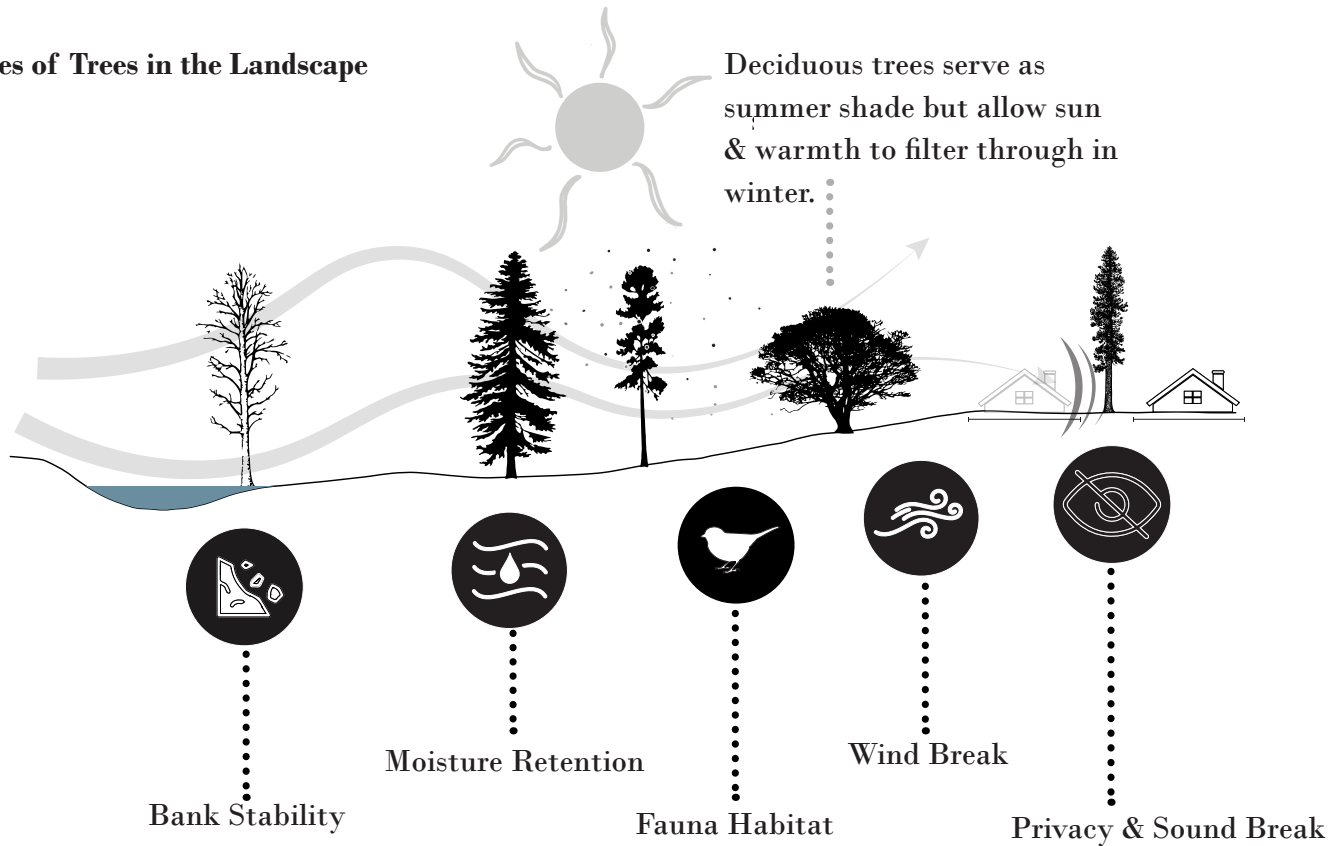 es of Trees in the Landscape
Deciduous trees serve as
summer shade but allow sun
& warmth to filter through in
winter.
Moisture Retention
Wind Break
Bank Stability
Fauna Habitat
Privacy & Sound Break